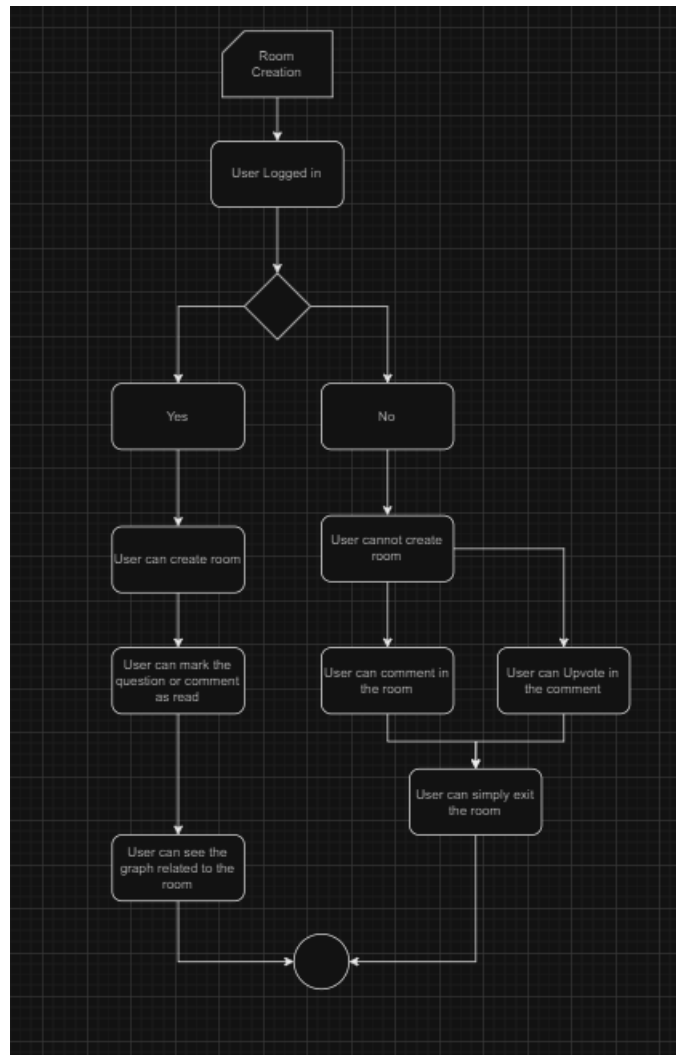 Room
Creation
User Logged in
Yes
No
User can create room
User cannot create
room
User can mark the
question or comment
as read
User can comment in
the room
User can Upvote in
the comment
User can simply exit
the room
User can see the
graph related to the
room